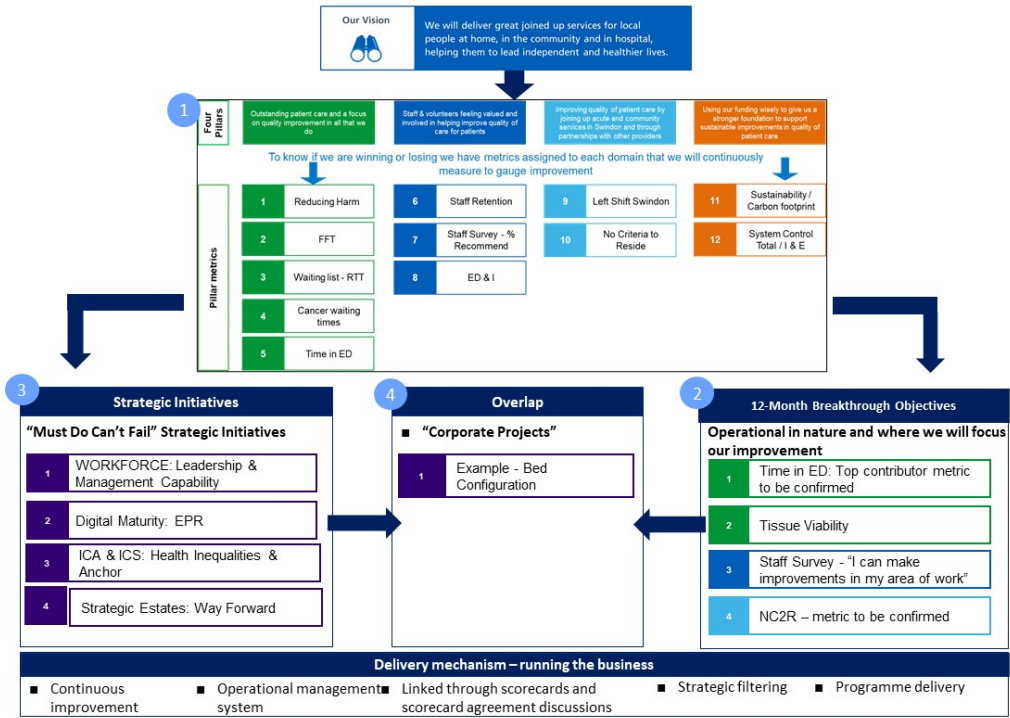 Our Vision
We will deliver great joined up services for local
people at home, in the community and in hospital,
helping them to lead independent and healthier lives.
1
Four
Pillars
Outstanding patient care and a focus
on quality improvement in all that we
do
Staff & volunteers feeling valued and
involved in helping improve quality of
care for patients
Improving quality of patient care by
joining up acute and community
services in Swindon and through
partnerships with other providers
Using our funding wisely to give us a
stronger foundation to support
sustainable improvements in quality of
patient care
To know if we are winning or losing we have metrics assigned to each domain that we will continuously
measure to gauge improvement
Pillar metrics
1
Reducing Harm
2
FFT
3
Waiting list - RTT
4
Cancer waiting
times
5
Time in ED
6
Staff Retention
7
Staff Survey - %
Recommend
8
ED & I
9
Left Shift Swindon
10
No Criteria to
Reside
11
Sustainability /
Carbon footprint
12
System Control
Total / I & E
3
Strategic Initiatives
“Must Do Can’t Fail” Strategic Initiatives
1
WORKFORCE: Leadership &
Management Capability
2
Digital Maturity: EPR
3
ICA & ICS: Health Inequalities &
Anchor
4
Strategic Estates: Way Forward
4
Overlap
■ “Corporate Projects”
1
Example - Bed
Configuration
2
12-Month Breakthrough Objectives
Operational in nature and where we will focus
our improvement
1
Time in ED: Top contributor metric
to be confirmed
2
Tissue Viability
3
Staff Survey - “I can make
improvements in my area of work”
4
NC2R – metric to be confirmed
Delivery mechanism – running the business
■ Continuous
improvement
■ Operational management
system
■ Linked through scorecards and
scorecard agreement discussions
■ Strategic filtering
■ Programme delivery